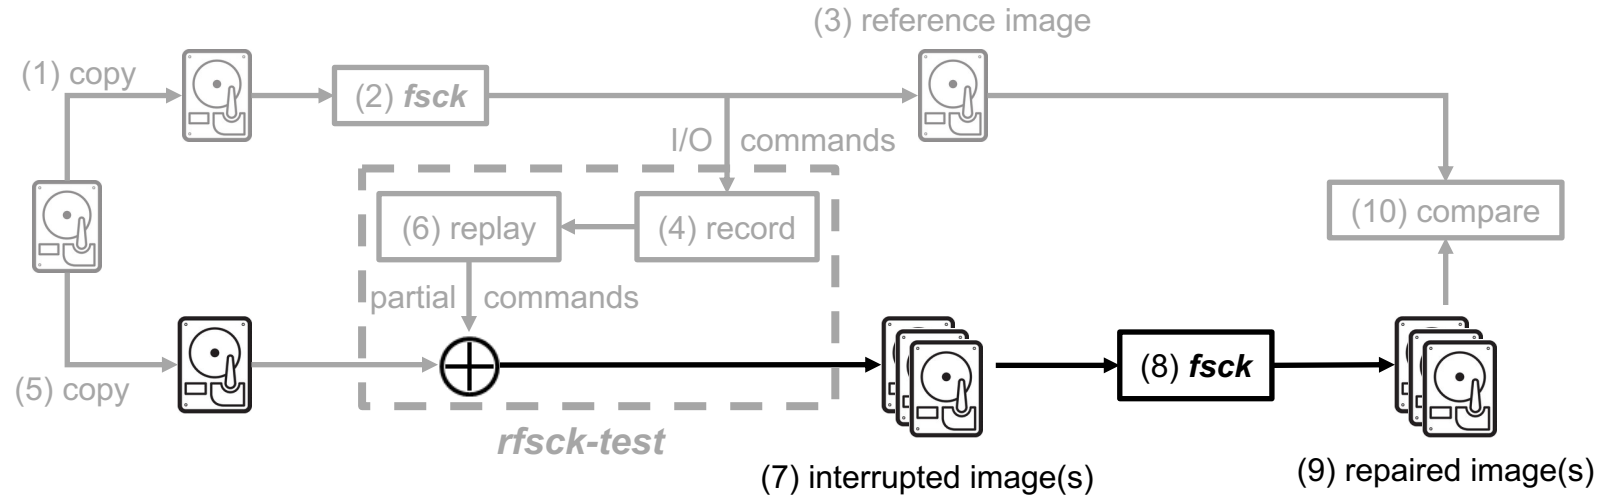 (3) reference image
(1) copy
(2) fsck
I/O commands
(6) replay
(4) record
(10) compare
partial commands
(5) copy
(8) fsck
rfsck-test
(7) interrupted image(s)
(9) repaired image(s)